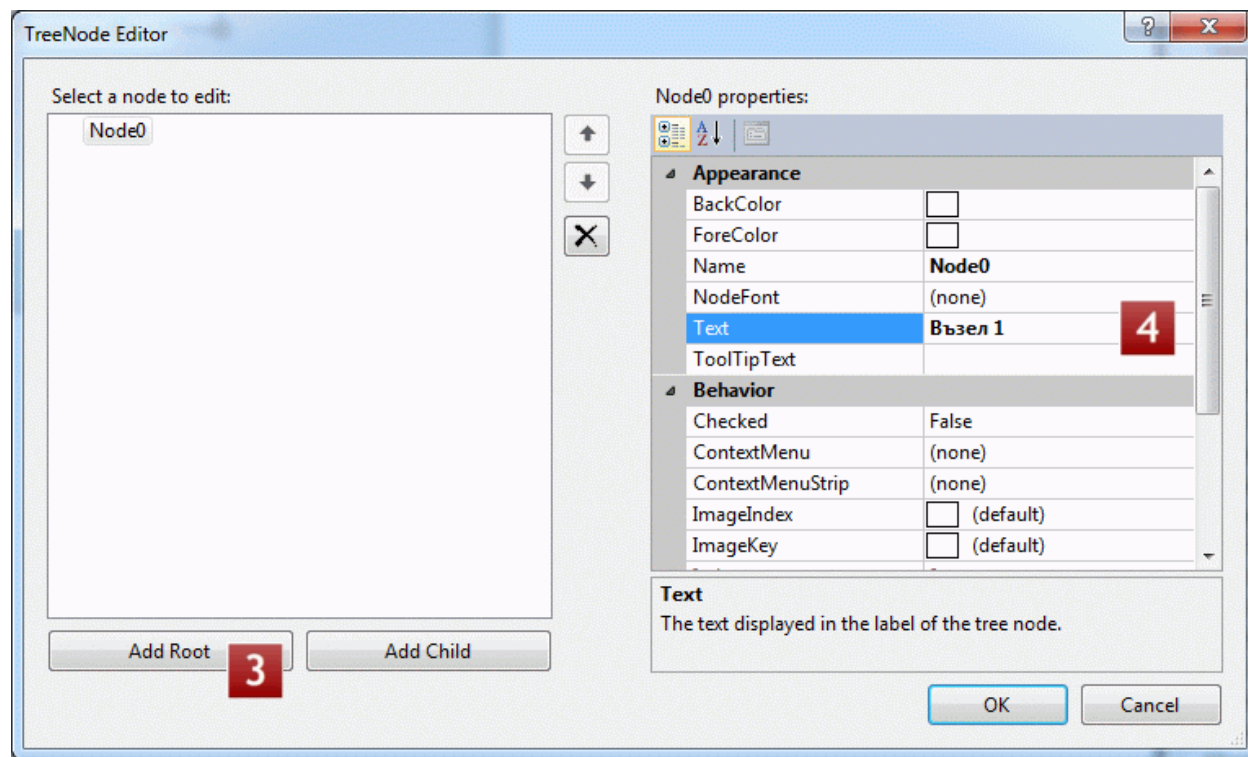 TreeNode Editor
Select a node to edit:
Node0
Add Root
3
Add Child
Node0 properties:
Appearance
BackColor
ForeColor
Name Node0
NodeFont (none)
Text Възел 1
4
ToolTipText
Behavior
Checked False
ContextMenu (none)
ContextMenuStrip (none)
ImageIndex (default)
ImageKey (default)
Text
The text displayed in the label of the tree node.
OK
Cancel